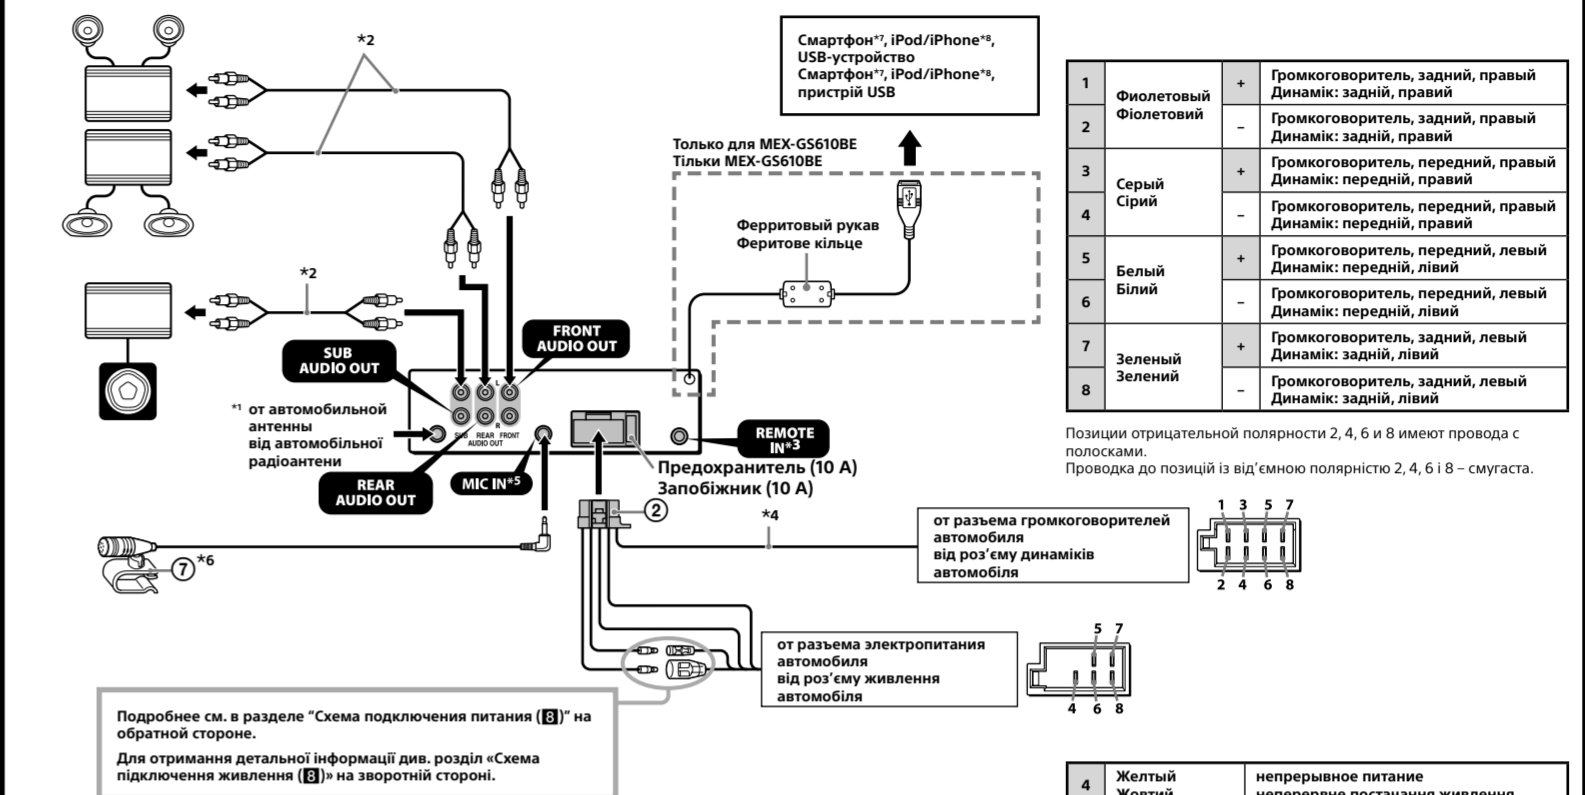 *2
Смартфон*7, iPod/iPhone*8,
USB-устройство
Смартфон*7, iPod/iPhone*8,
пристрій USB
Только для MEX-GS610BE
Тільки MEX-GS610BE
Ферритовый рукав
Феритове кільце
*2
FRONT
AUDIO OUT
SUB
AUDIO OUT
*1 от автомобильной
антенны
від автомобільної
радіоантени
L
R
SUB REAR FRONT
AUDIO OUT
REAR
AUDIO OUT
MIC IN*5
REMOTE
IN*3
Предохранитель (10 A)
Запобіжник (10 A)
2
*4
7 *6
от разъема громкоговорителей
автомобиля
від роз’єму динаміків
автомобіля
1 3 5 7
2 4 6 8
от разъема электропитания
автомобиля
від роз’єму живлення
автомобіля
5 7
4 6 8
Подробнее см. в разделе “Схема подключения питания (8)” на
обратной стороне.
Для отримання детальної інформації див. розділ «Схема
підключення живлення (8)» на зворотній стороні.
1 Фиолетовый + Громкоговоритель, задний, правый
Фіолетовий Динамік: задній, правий
2 – Громкоговоритель, задний, правый
Динамік: задній, правий
3 Серый + Громкоговоритель, передний, правый
Сірий Динамік: передній, правий
4 – Громкоговоритель, передний, правый
Динамік: передній, правий
5 Белый + Громкоговоритель, передний, левый
Білий Динамік: передній, лівий
6 – Громкоговоритель, передний, левый
Динамік: передній, лівий
7 Зеленый + Громкоговоритель, задний, левый
Зелений Динамік: задній, лівий
8 – Громкоговоритель, задний, левый
Динамік: задній, лівий
Позиции отрицательной полярности 2, 4, 6 и 8 имеют провода с
полосками.
Проводка до позицій із від’ємною полярністю 2, 4, 6 і 8 – смугаста.
4 Желтый непрерывное питание
Жовтий неперервне постачання живлення